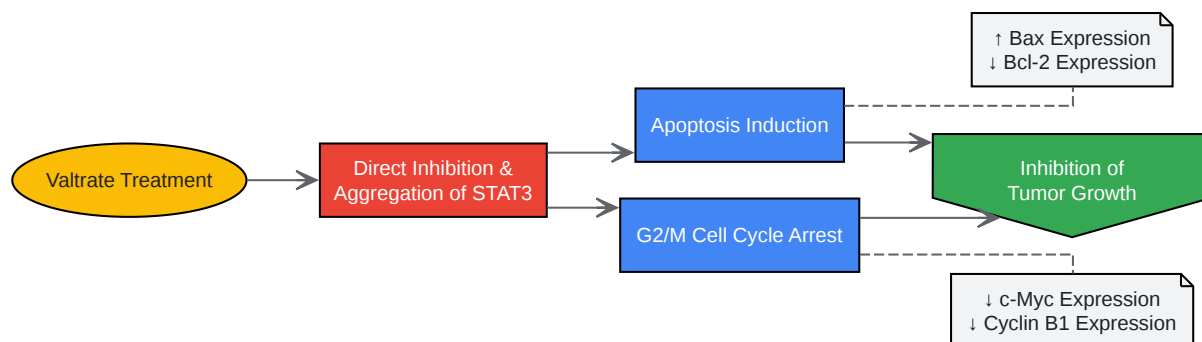 Valtrate Treatment
Direct Inhibition &
Aggregation of STAT3
Apoptosis Induction
G2/M Cell Cycle Arrest
↑ Bax Expression
↓ Bcl-2 Expression
Inhibition of
Tumor Growth
↓ c-Myc Expression
↓ Cyclin B1 Expression